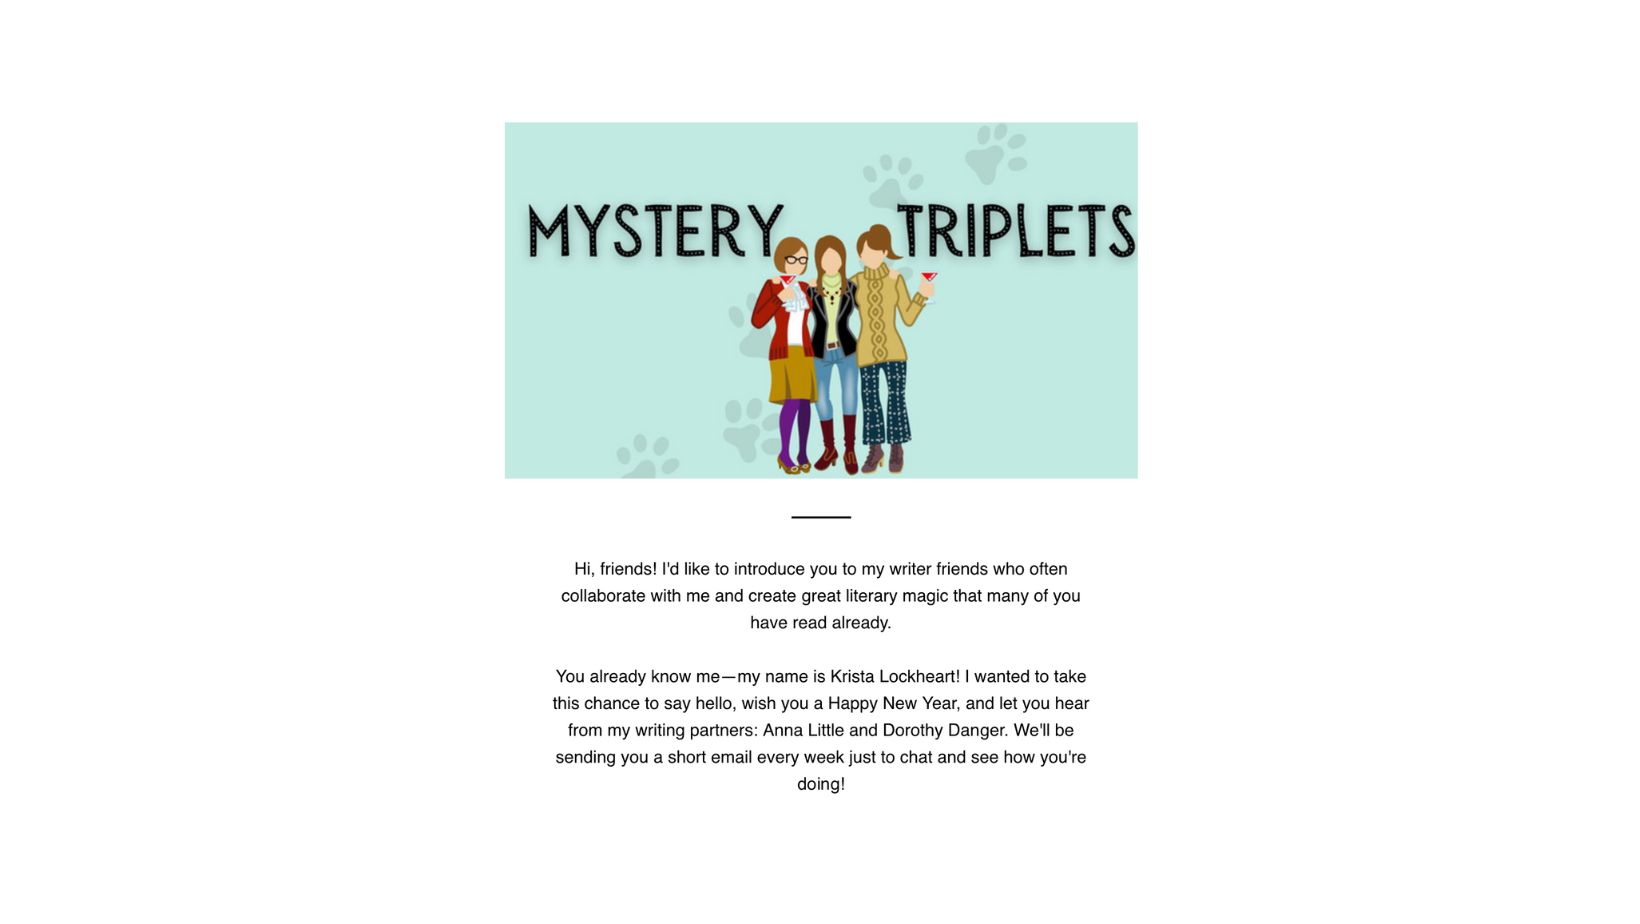 MYSTERY TRIPLETS
Hi, friends! I'd like to introduce you to my writer friends who often
collaborate with me and create great literary magic that many of you
have read already.
You already know me—my name is Krista Lockheart! I wanted to take
this chance to say hello, wish you a Happy New Year, and let you hear
from my writing partners: Anna Little and Dorothy Danger. We'll be
sending you a short email every week just to chat and see how you're
doing!